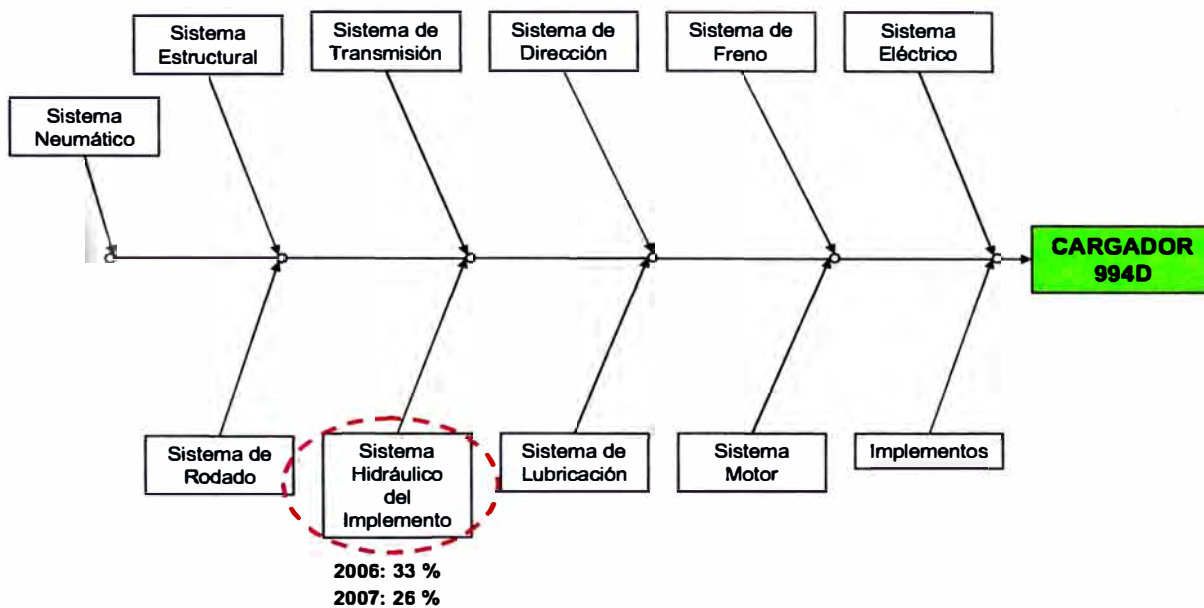 Sistema
Estructural
Sistema de
Transmisión
Sistema de
Dirección
Sistema de
Freno
Sistema
Eléctrico
Sistema
Neumático
CARGADOR
994D
Sistema de
Rodado
Sistema
Hidráulico
del
Implemento
Sistema de
Lubricación
Sistema
Motor
Implementos
2006: 33 %
2007: 26 %